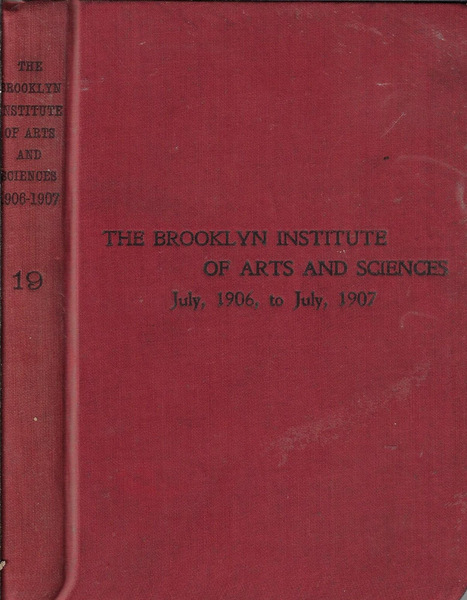 THE
BROOKLYN
INSTITUTE
OF ARTS
AND
SCIENCES
1906-1907
19
THE BROOKLYN INSTITUTE
OF ARTS AND SCIENCES
July, 1906, to July, 1907